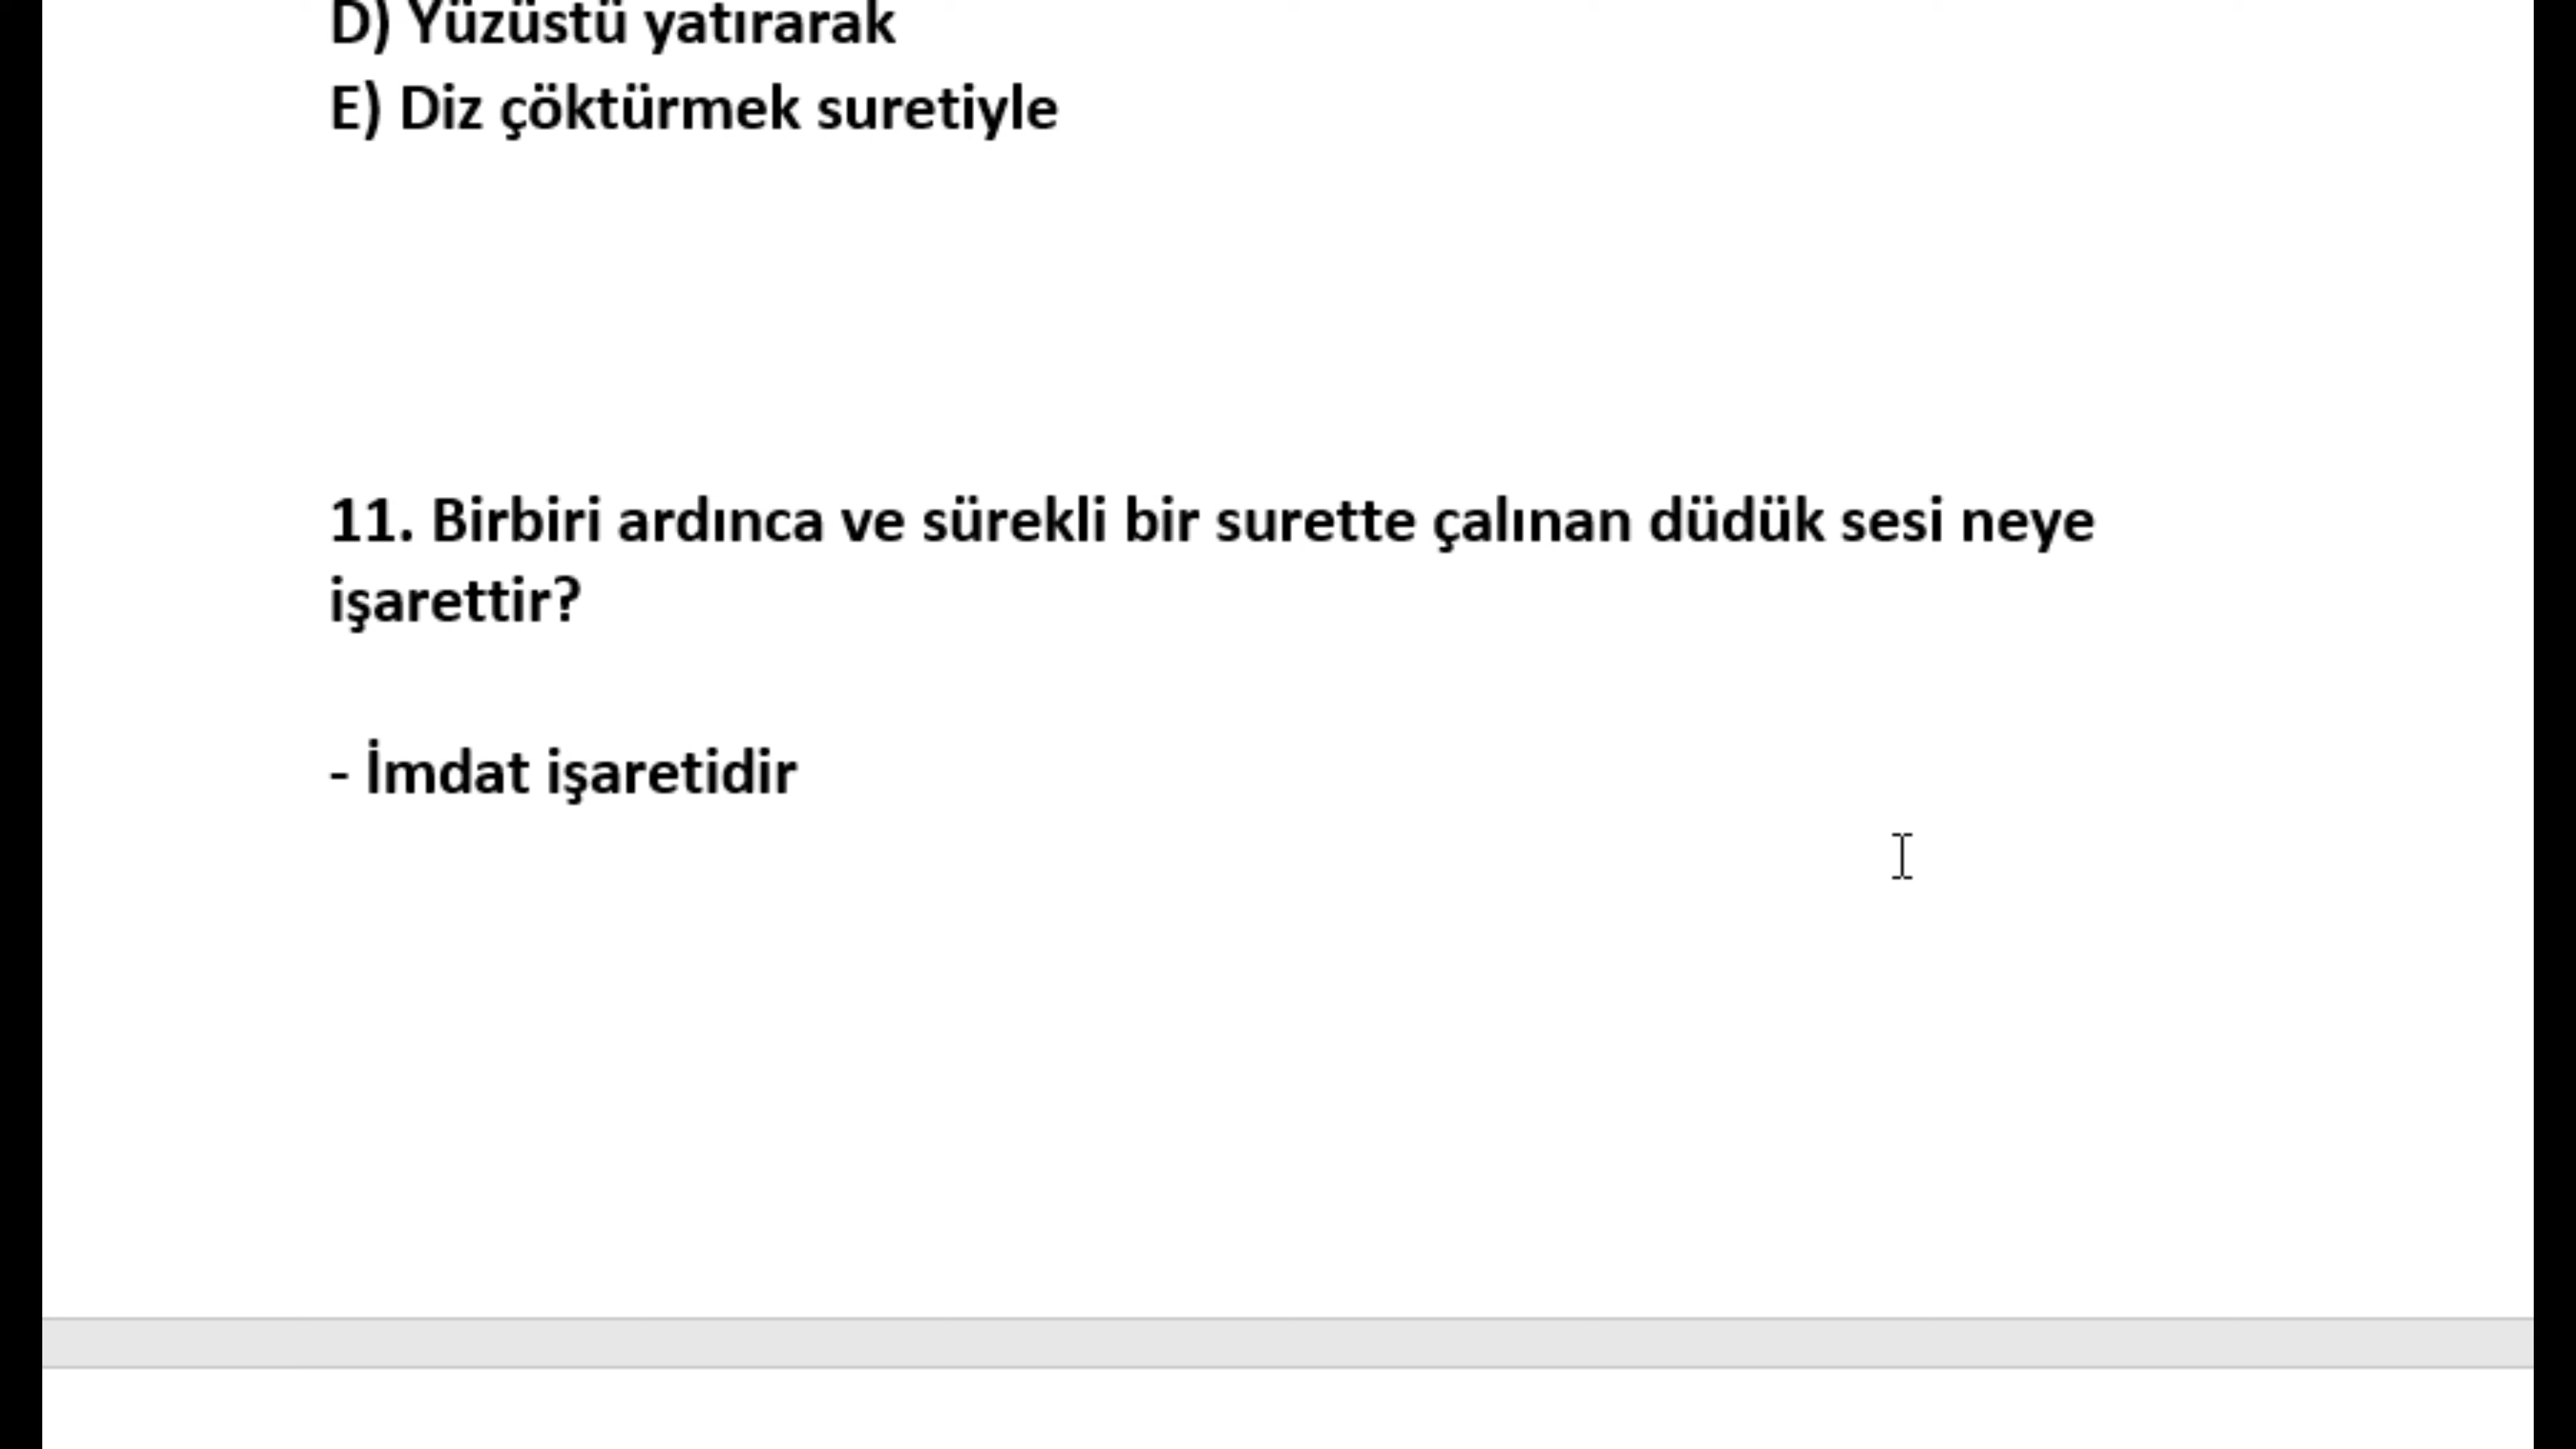 D) Yüzüstü yatırarak
E) Diz çöktürmek suretiyle
11. Birbiri ardınca ve sürekli bir surette çalınan düdük sesi neye
işarettir?
- İmdat işaretidir